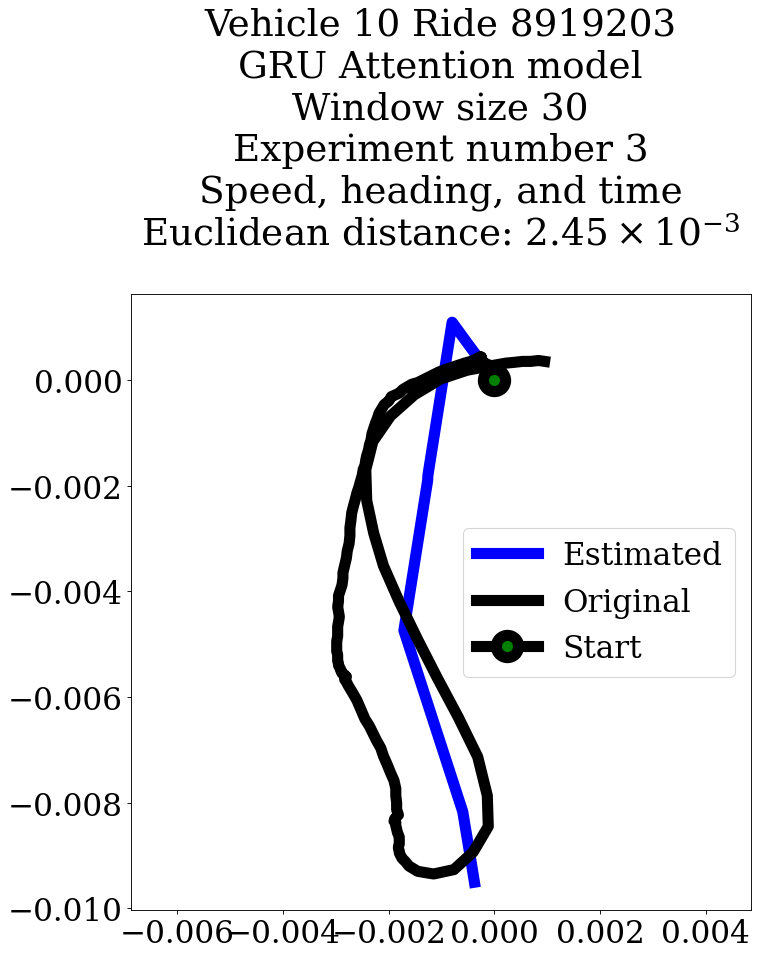 Vehicle 10 Ride 8919203
GRU Attention model
Window size 30
Experiment number 3
Speed, heading, and time
Euclidean distance: 2.45 × 10⁻³
0.000
−0.002
−0.004
−0.006
−0.008
−0.010
Estimated
Original
Start
−0.006 −0.004 −0.002 0.000 0.002 0.004